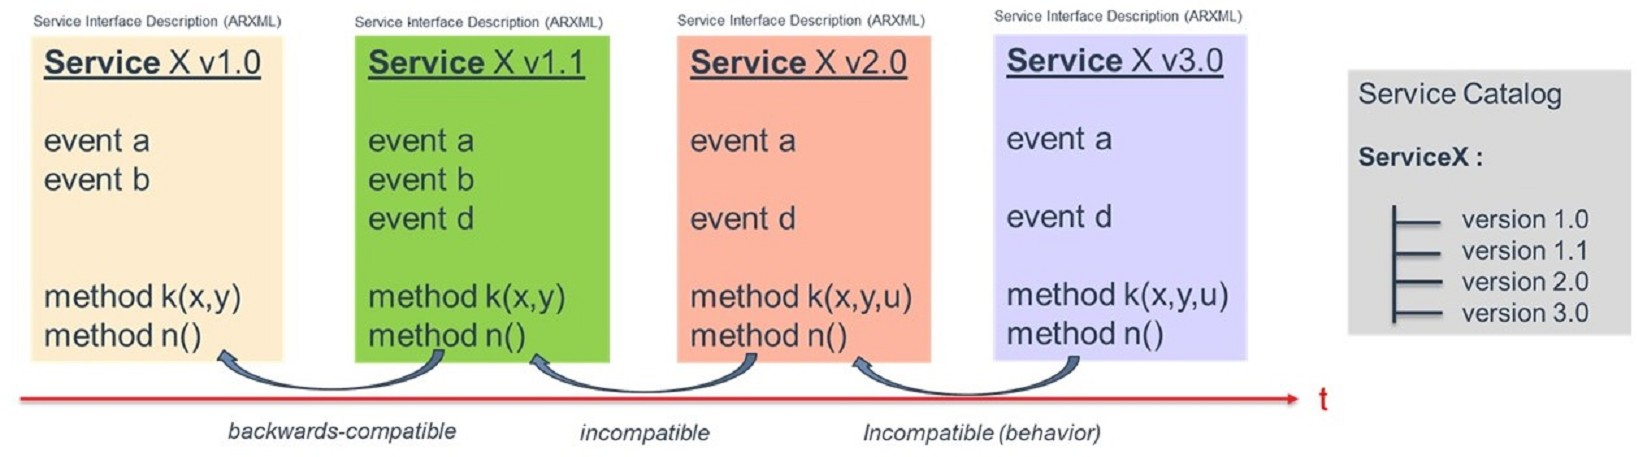 Service Interface Description (ARXML)
Service X v1.0
event a
event b
method k(x,y)
method n()
Service Interface Description (ARXML)
Service X v1.1
event a
event b
event d
method k(x,y)
method n()
Service Interface Description (ARXML)
Service X v2.0
event a
event d
method k(x,y,u)
method n()
Service Interface Description (ARXML)
Service X v3.0
event a
event d
method k(x,y,u)
method n()
Service Catalog
ServiceX :
version 1.0
version 1.1
version 2.0
version 3.0
t
backwards-compatible
incompatible
Incompatible (behavior)